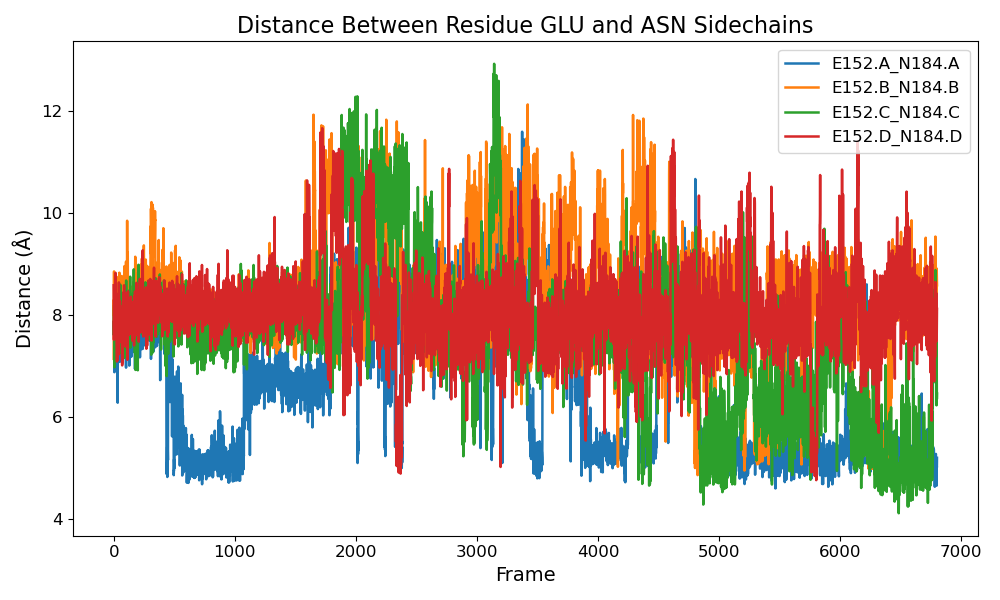 Distance Between Residue GLU and ASN Sidechains
E152.A_N184.A
E152.B_N184.B
E152.C_N184.C
E152.D_N184.D
Distance (Å)
12
10
8
6
4
0 1000 2000 3000 4000 5000 6000 7000
Frame